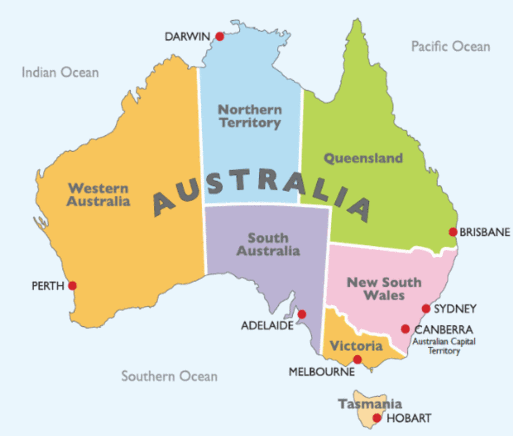 DARWIN
Pacific Ocean
Indian Ocean
Northern
Territory
Queensland
Western
Australia
AUSTRALIA
BRISBANE
South
Australia
New South
Wales
PERTH
SYDNEY
ADELAIDE
CANBERRA
Australian Capital
Territory
Victoria
MELBOURNE
Southern Ocean
Tasmania
HOBART